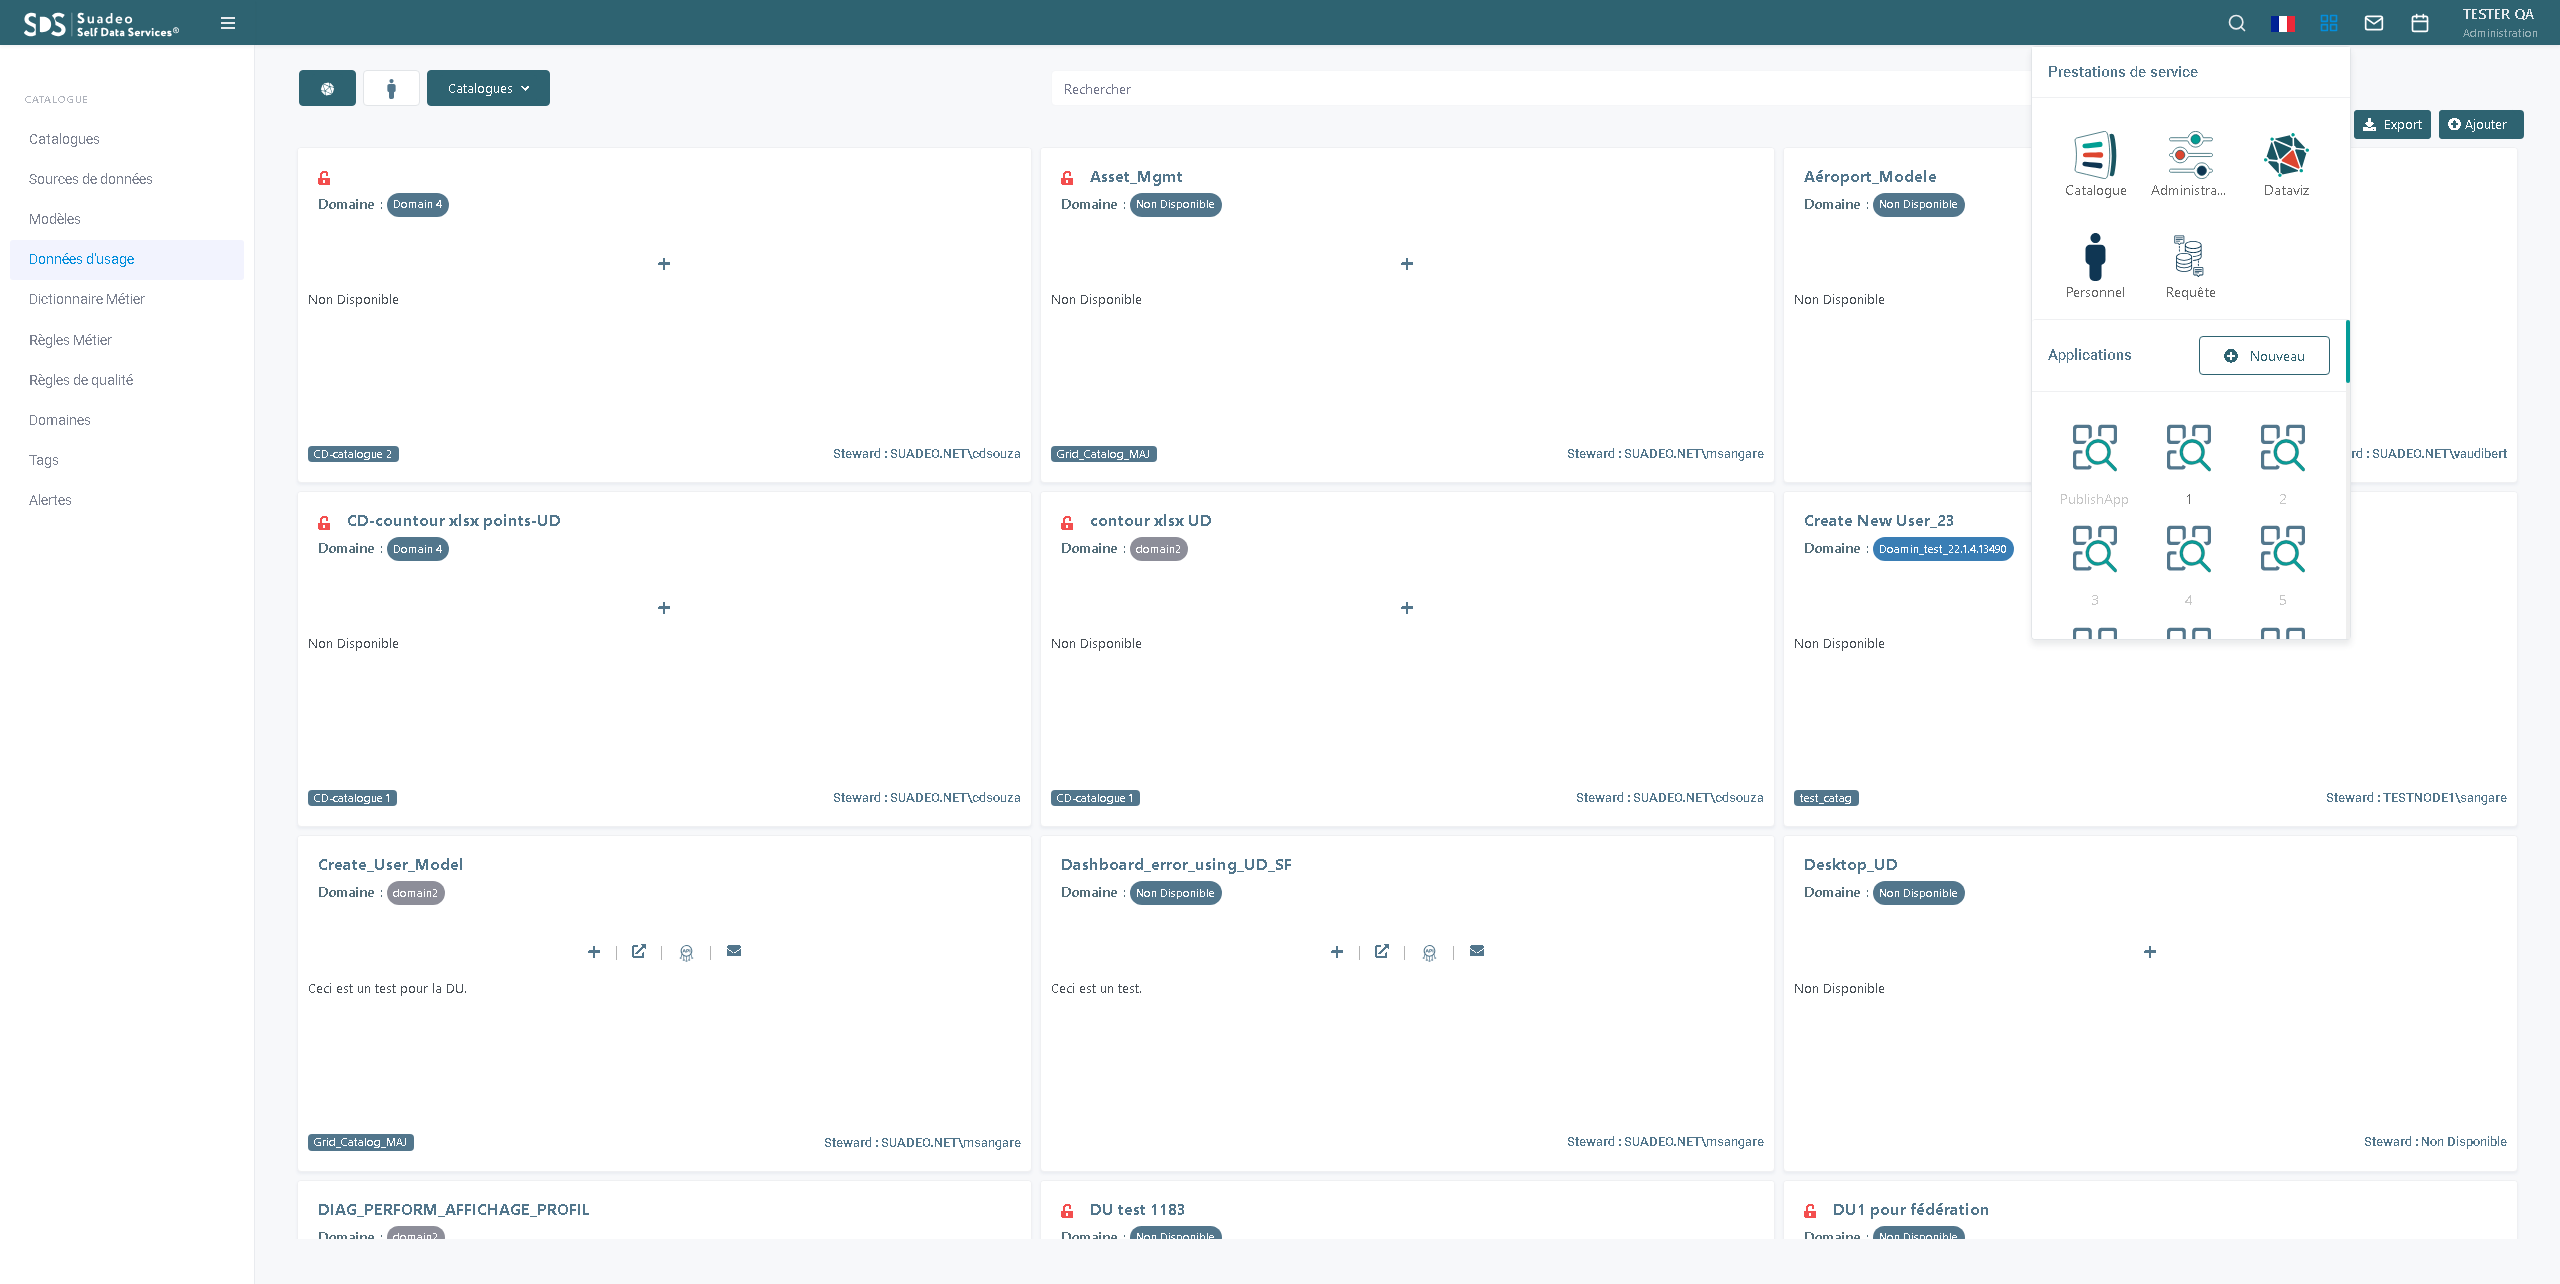 SDS Suadeo
Self Data Services®
TESTER QA
Administration
CATALOGUE
Catalogues
Sources de données
Modèles
Données d'usage
Dictionnaire Métier
Règles Métier
Règles de qualité
Domaines
Tags
Alertes
Catalogues
Rechercher
Export
Ajouter
Prestations de service
Catalogue
Administra...
Dataviz
Personnel
Requête
Applications
Nouveau
PublishApp
1
2
3
4
5
Domaine : Domain 4
Non Disponible
CD-catalogue 2
Steward : SUADEO.NET\cdsouza
Asset_Mgmt
Domaine : Non Disponible
Non Disponible
Grid_Catalog_MAJ
Steward : SUADEO.NET\msangare
Aéroport_Modele
Domaine : Non Disponible
Non Disponible
rd : SUADEO.NET\vaudibert
CD-countour xlsx points-UD
Domaine : Domain 4
Non Disponible
CD-catalogue 1
Steward : SUADEO.NET\cdsouza
contour xlsx UD
Domaine : domain2
Non Disponible
CD-catalogue 1
Steward : SUADEO.NET\cdsouza
Create New User_23
Domaine : Doamin_test_22.1.4.13490
Non Disponible
test_catag
Steward : TESTNODE1\sangare
Create_User_Model
Domaine : domain2
Ceci est un test pour la DU.
Grid_Catalog_MAJ
Steward : SUADEO.NET\msangare
Dashboard_error_using_UD_SF
Domaine : Non Disponible
Ceci est un test.
Steward : SUADEO.NET\msangare
Desktop_UD
Domaine : Non Disponible
Non Disponible
Steward : Non Disponible
DIAG_PERFORM_AFFICHAGE_PROFIL
Domaine : domain2
DU test 1183
Domaine : Non Disponible
DU1 pour fédération
Domaine : Non Disponible